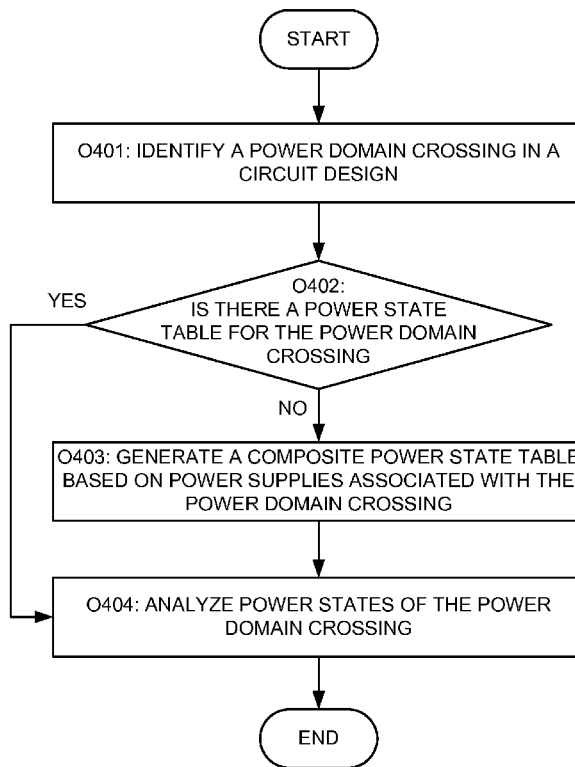 START
O401: IDENTIFY A POWER DOMAIN CROSSING IN A
CIRCUIT DESIGN
O402:
IS THERE A POWER STATE
TABLE FOR THE POWER DOMAIN
CROSSING
YES
NO
O403: GENERATE A COMPOSITE POWER STATE TABLE
BASED ON POWER SUPPLIES ASSOCIATED WITH THE
POWER DOMAIN CROSSING
O404: ANALYZE POWER STATES OF THE POWER
DOMAIN CROSSING
END